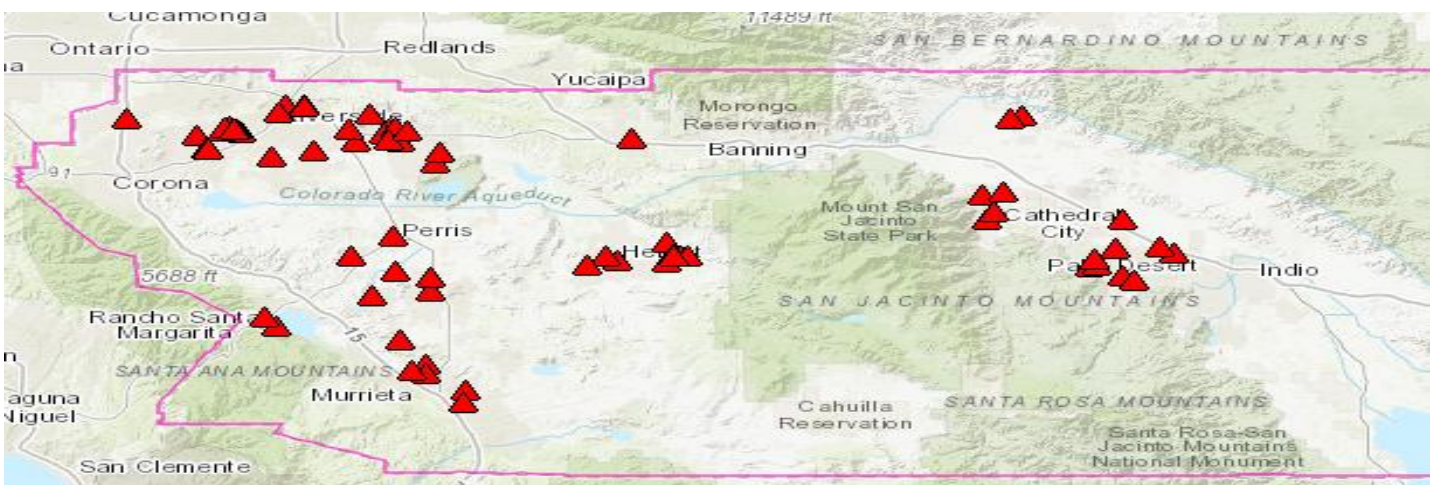 Cucamonga
11489 ft
Ontario
Redlands
SAN BERNARDINO MOUNTAINS
Yucaipa
Morongo
Reservation
Banning
91
Corona
Colorado River Aqueduct
Mount San
Jacinto
State Park
Cathedral
City
Perris
5688 ft
Indio
SAN JACINTO MOUNTAINS
Rancho Santa
Margarita
15
SANTA ANA MOUNTAINS
Murrieta
Cahuilla
Reservation
SANTA ROSA MOUNTAINS
Santa Rosa-San
Jacinto Mountains
National Monument
San Clemente